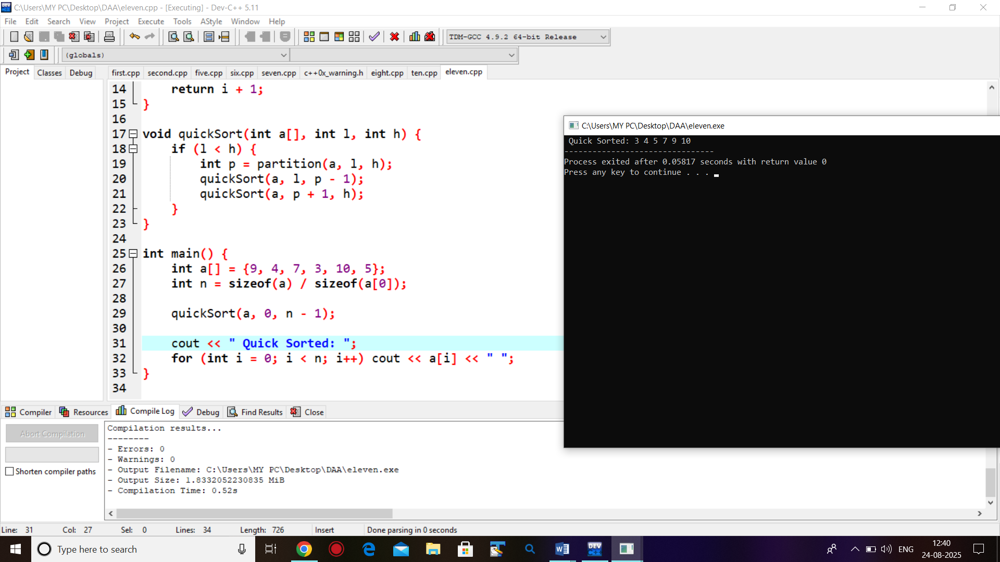 C:\Users\MY PC\Desktop\DAA\eleven.cpp - [Executing] - Dev-C++ 5.11
File Edit Search View Project Execute Tools AStyle Window Help
TDM-GCC 4.9.2 64-bit Release
(globals)
Project Classes Debug
first.cpp second.cpp five.cpp six.cpp seven.cpp c++0x_warning.h eight.cpp ten.cpp eleven.cpp
14 return i + 1;
15 }
16
17 void quickSort(int a[], int l, int h) {
18 if (l < h) {
19 int p = partition(a, l, h);
20 quickSort(a, l, p - 1);
21 quickSort(a, p + 1, h);
22 }
23 }
24
25 int main() {
26 int a[] = {9, 4, 7, 3, 10, 5};
27 int n = sizeof(a) / sizeof(a[0]);
28
29 quickSort(a, 0, n - 1);
30
31 cout << " Quick Sorted: ";
32 for (int i = 0; i < n; i++) cout << a[i] << " ";
33 }
34
C:\Users\MY PC\Desktop\DAA\eleven.exe
Quick Sorted: 3 4 5 7 9 10
--------------------------------
Process exited after 0.05817 seconds with return value 0
Press any key to continue . . .
Compiler Resources Compile Log Debug Find Results Close
Abort Compilation
Shorten compiler paths
Compilation results...
--------
- Errors: 0
- Warnings: 0
- Output Filename: C:\Users\MY PC\Desktop\DAA\eleven.exe
- Output Size: 1.8332052230835 MiB
- Compilation Time: 0.52s
Line: 31 Col: 27 Sel: 0 Lines: 34 Length: 726 Insert Done parsing in 0 seconds
Type here to search
DEV C++
ENG
12:40
24-08-2025